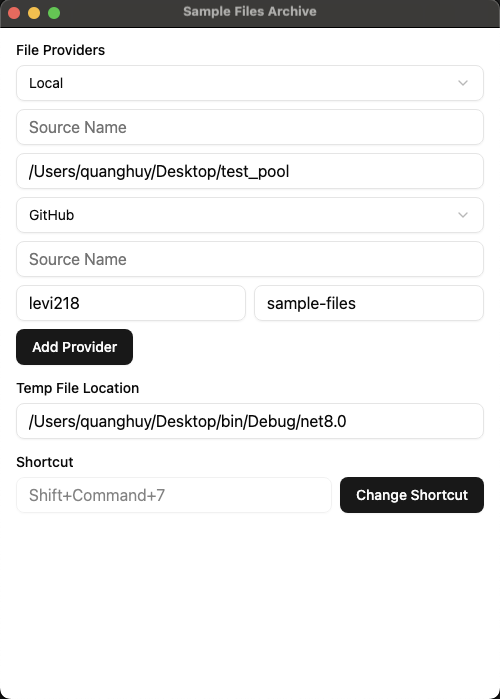 Sample Files Archive
File Providers
Local
Source Name
/Users/quanghuy/Desktop/test_pool
GitHub
Source Name
levi218 sample-files
Add Provider
Temp File Location
/Users/quanghuy/Desktop/bin/Debug/net8.0
Shortcut
Shift+Command+7 Change Shortcut